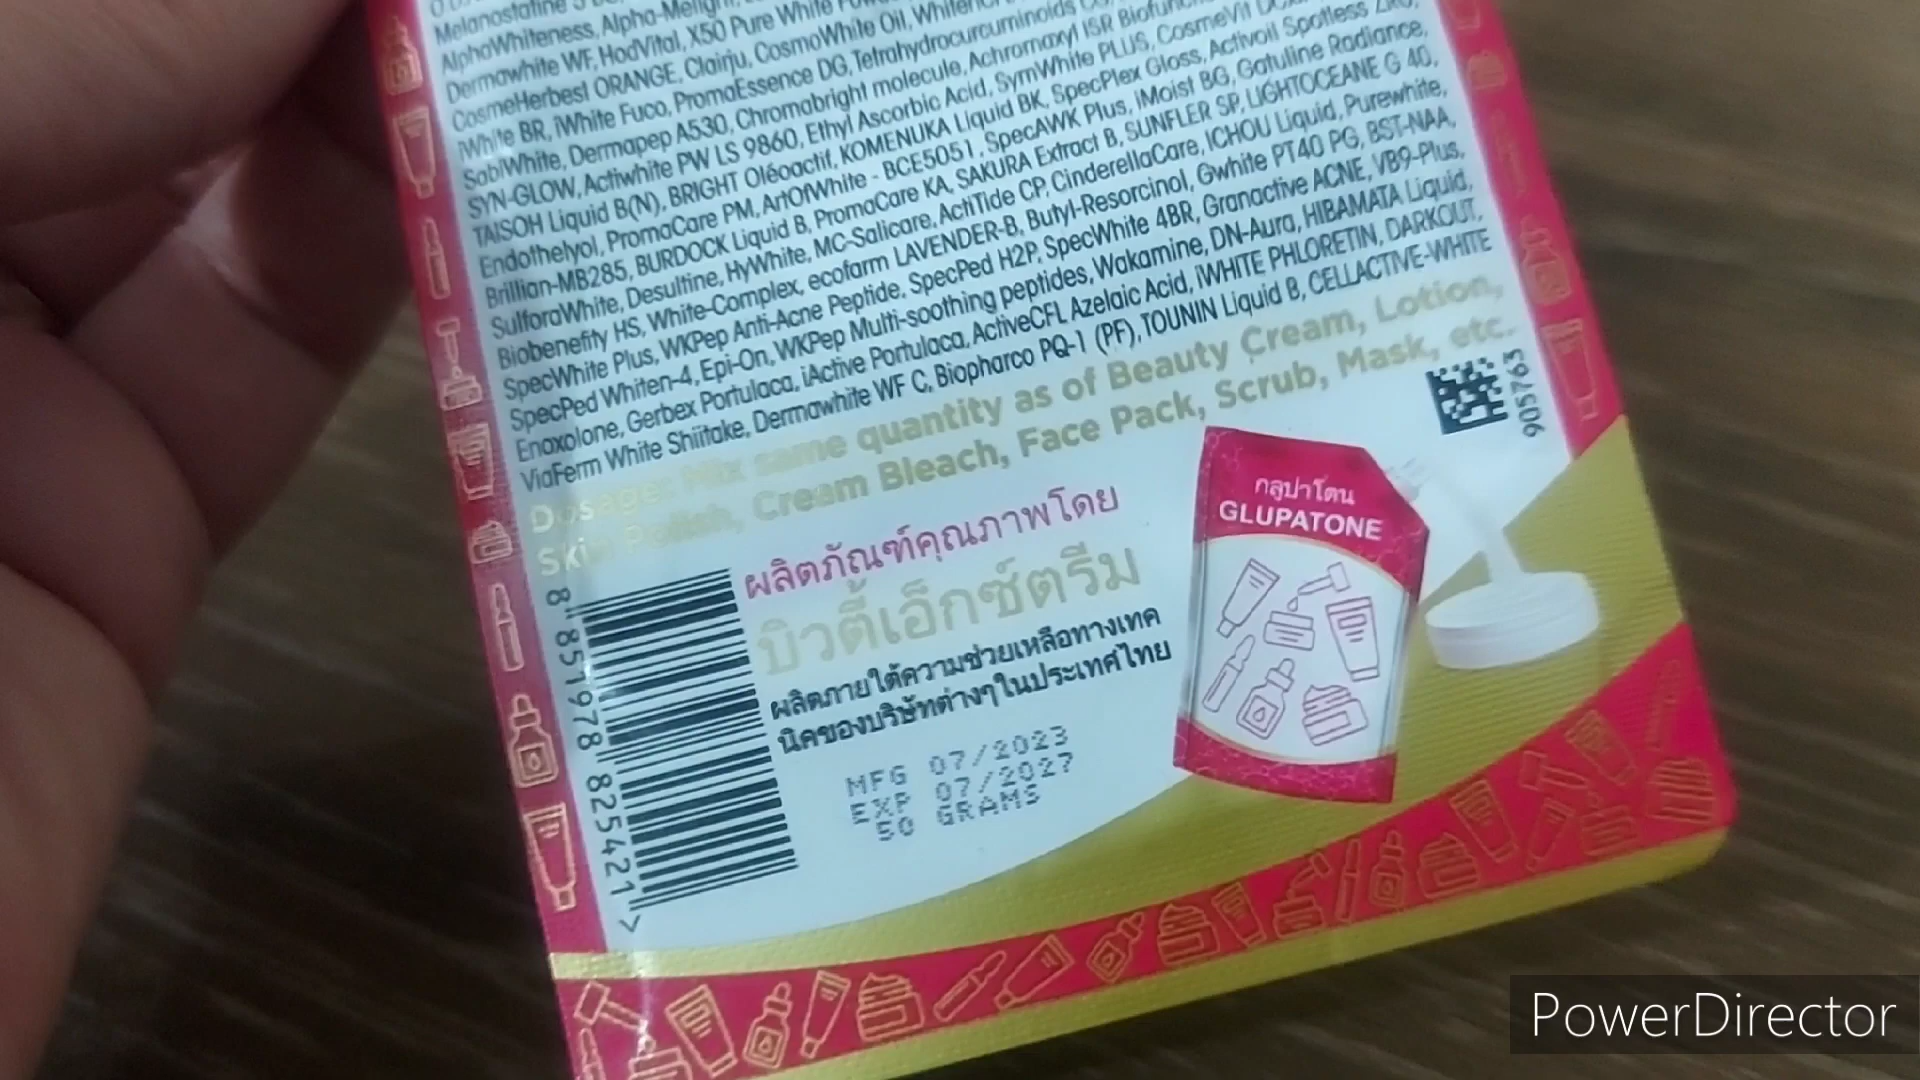 Melanostatine 5
AlphaWhiteness, Alpha-Melight,
Dermawhite WF, HadVital, X50 Pure White
CosmeHerbest ORANGE, Clairju, CosmoWhite Oil,
iWhite BR, iWhite Fuco, PromaEssence DG, Tetrahydrocurcuminoids
SabiWhite, Dermapep A530, Chromabright molecule, Achromaxyl ISR
SYN-GLOW, Actiwhite PW LS 9860, Ethyl Ascorbic Acid, SymWhite PLUS, CosmeVit
TAISOH Liquid B(N), BRIGHT Oléoactif, KOMENUKA Liquid BK, SpecPlex Gloss, Activoil Spotless
Endothelyol, PromaCare PM, ArtOfWhite - BCE5051, SpecAWK Plus, iMoist BG, Gatuline Radiance,
Brillian-MB285, BURDOCK Liquid B, PromaCare KA, SAKURA Extract B, SUNFLER SP, LIGHTOCEANE G 40,
SulforaWhite, Desulfine, HyWhite, MC-Salicare, ActiTide CP, CinderellaCare, ICHOU Liquid, Purewhite,
Biobenefity HS, White-Complex, ecofarm LAVENDER-B, Butyl-Resorcinol, Gwhite PT40 PG, BST-NAA,
SpecWhite Plus, WKPep Anti-Acne Peptide, SpecPed H2P, SpecWhite 4BR, Granactive ACNE, VB9-Plus,
SpecPed Whiten-4, Epi-On, WKPep Multi-soothing peptides, Wakamine, DN-Aura, HIBAMATA Liquid,
Enoxolone, Gerbex Portulaca, iActive Portulaca, ActiveCFL Azelaic Acid, iWHITE PHLORETIN, DARKOUT,
ViaFerm White Shiitake, Dermawhite WF C, Biopharco PQ-1 (PF), TOUNIN Liquid B, CELLACTIVE-WHITE
Dosage: Mix same quantity as of Beauty Cream, Lotion,
Skin Polish, Cream Bleach, Face Pack, Scrub, Mask, etc.
906763
ผลิตภัณฑ์คุณภาพโดย
บิวตี้เอ็กซ์ตรีม
ผลิตภายใต้ความช่วยเหลือทางเทค
นิคของบริษัทต่างๆในประเทศไทย
MFG 07/2023
EXP 07/2027
50 GRAMS
8 851978 825421>
กลูปาโตน
GLUPATONE
PowerDirector